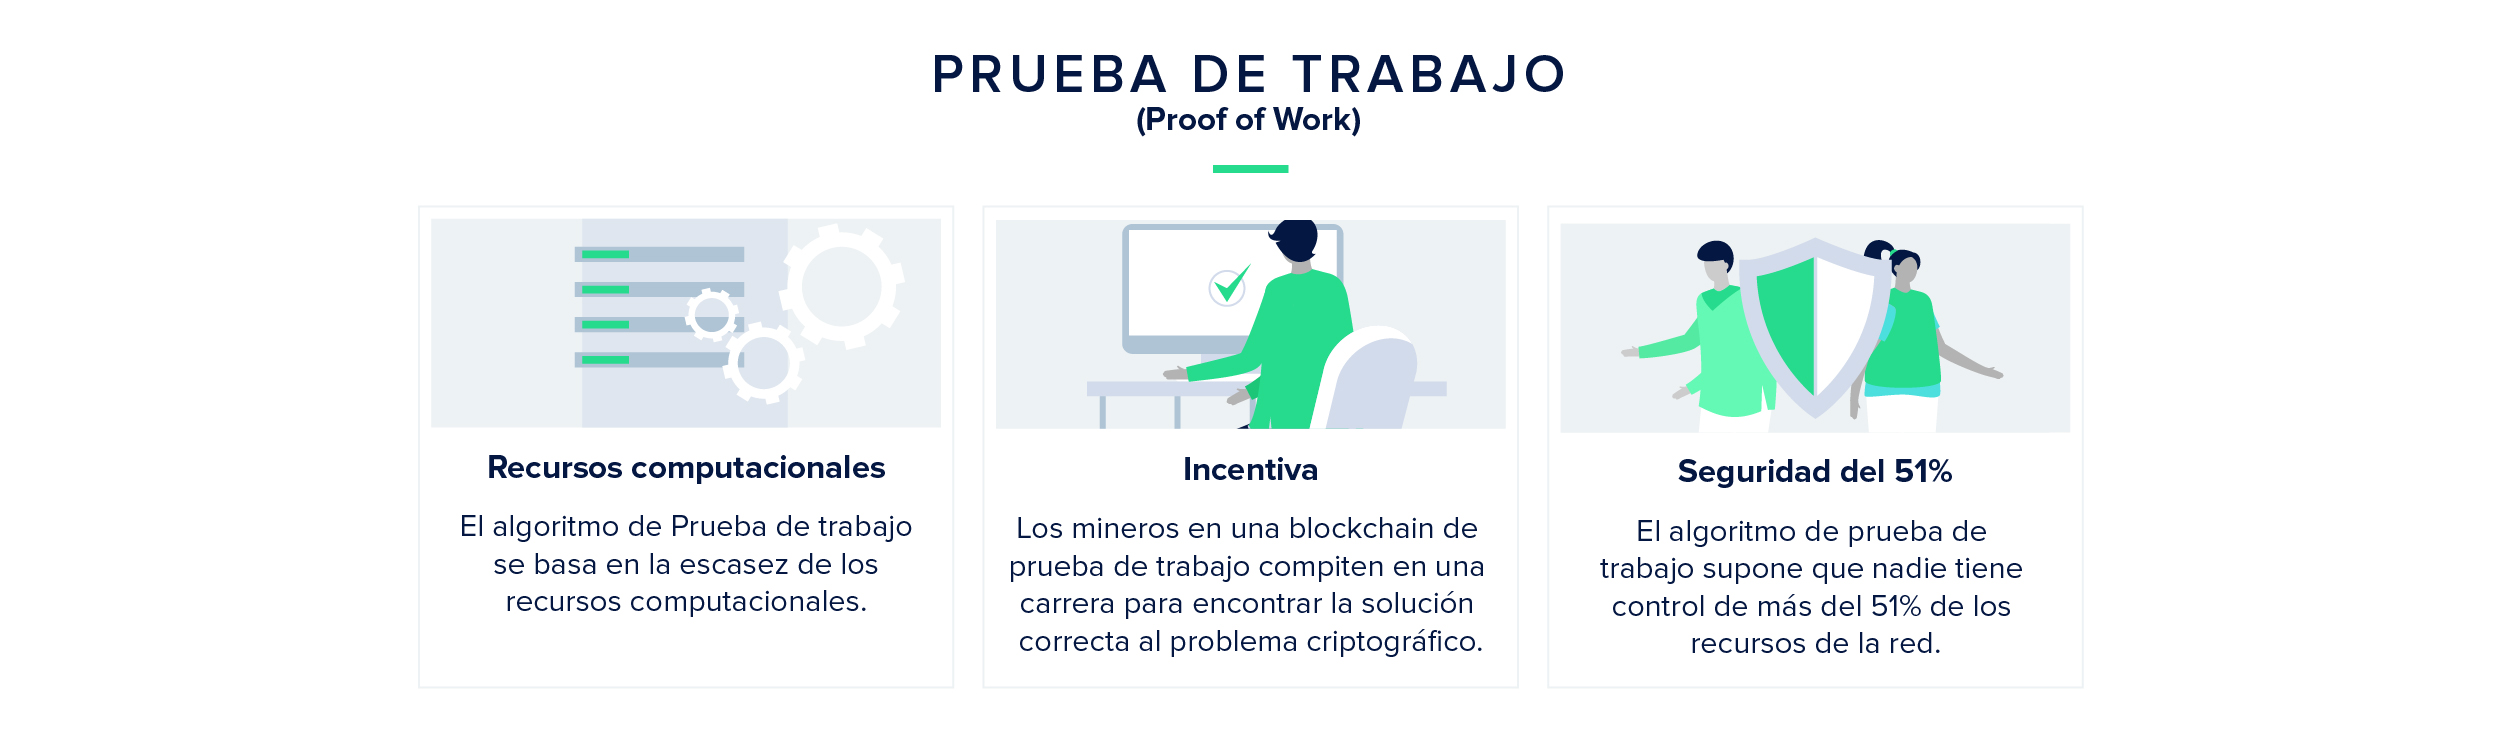 PRUEBA DE TRABAJO
(Proof of Work)
Recursos computacionales
El algoritmo de Prueba de trabajo
se basa en la escasez de los
recursos computacionales.
Incentiva
Los mineros en una blockchain de
prueba de trabajo compiten en una
carrera para encontrar la solución
correcta al problema criptográfico.
Seguridad del 51%
El algoritmo de prueba de
trabajo supone que nadie tiene
control de más del 51% de los
recursos de la red.